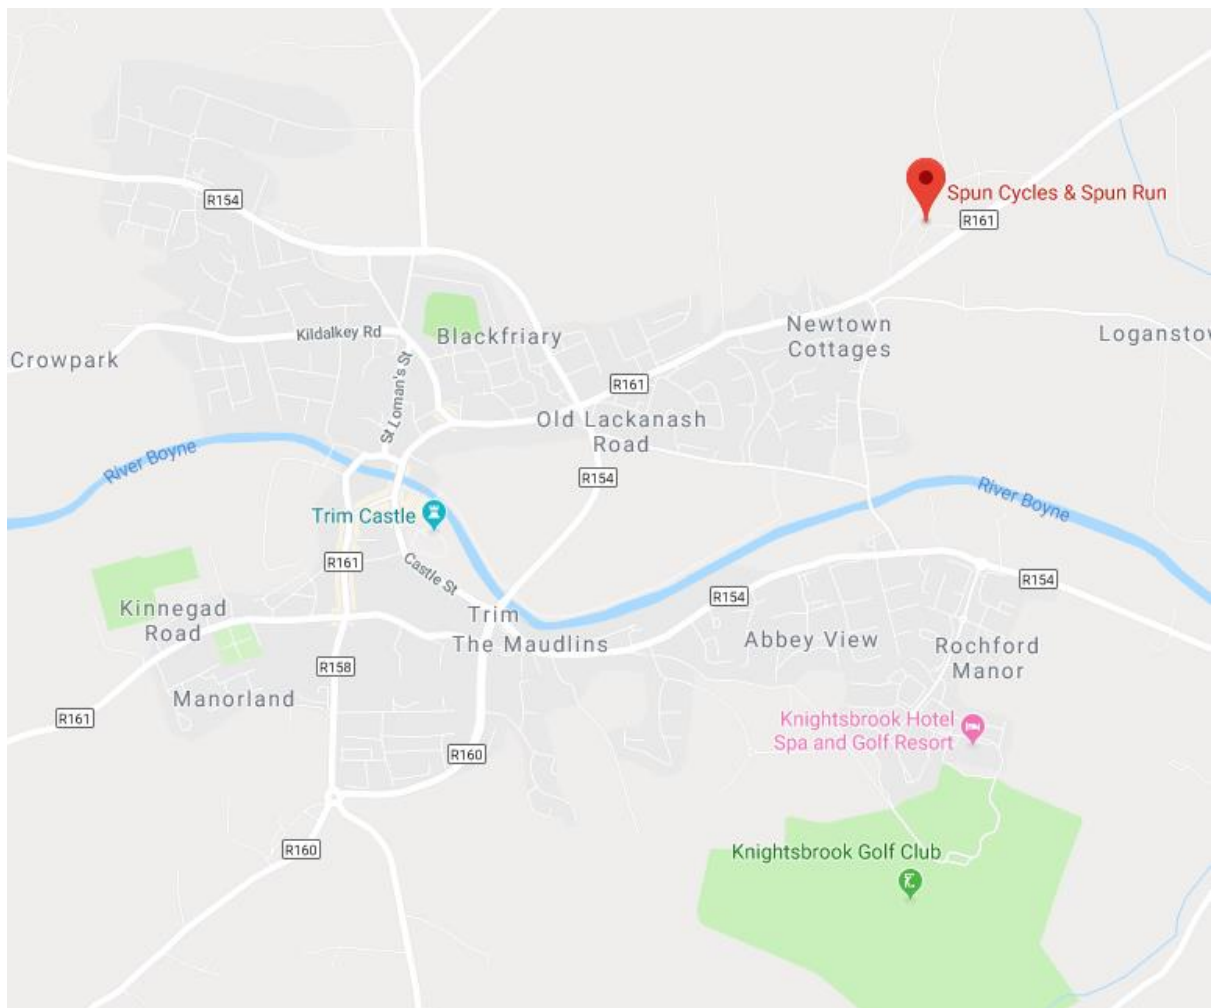 Spun Cycles & Spun Run
R154
R161
Newtown
Cottages
Loganstow
Kildalkey Rd
Blackfriary
Crowpark
St Loman's St
R161
Old Lackanash
Road
River Boyne
R154
River Boyne
Trim Castle
R161
Castle St
R154
R154
Kinnegad
Road
Trim
The Maudlins
Abbey View
Rochford
Manor
R158
Manorland
R161
Knightsbrook Hotel
Spa and Golf Resort
R160
R160
Knightsbrook Golf Club